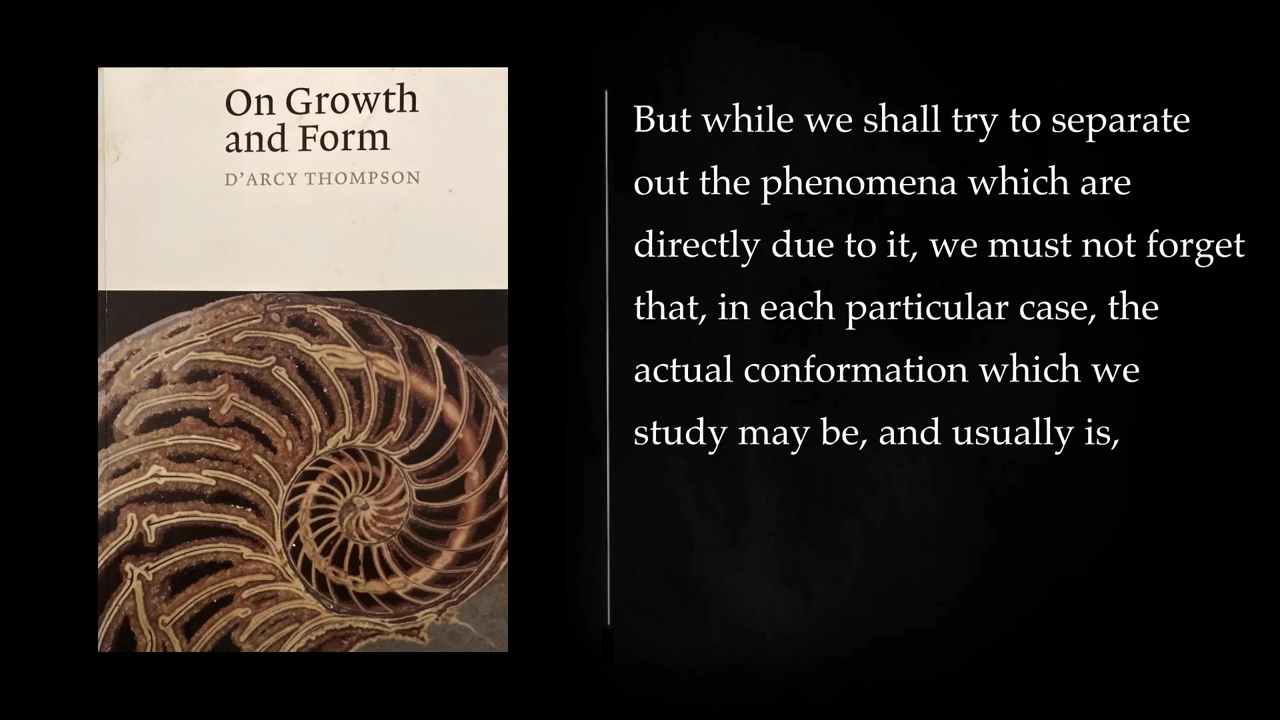 On Growth
and Form
D'ARCY THOMPSON
But while we shall try to separate
out the phenomena which are
directly due to it, we must not forget
that, in each particular case, the
actual conformation which we
study may be, and usually is,